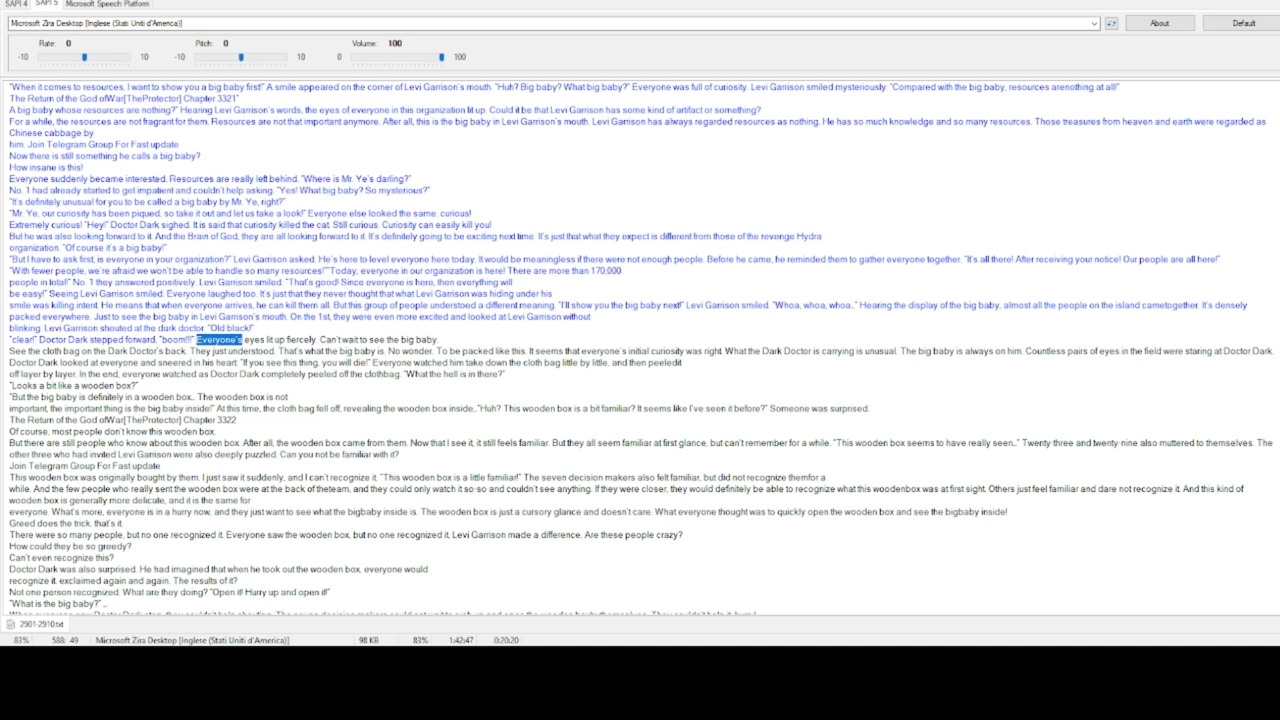 SAPI 4 SAPI 5 Microsoft Speech Platform
Microsoft Zira Desktop [Inglese (Stati Uniti d'America)] About Default
Rate: 0 Pitch: 0 Volume: 100
-10 10 -10 10 0 100
"When it comes to resources, I want to show you a big baby first!" A smile appeared on the corner of Levi Garrison's mouth. "Huh? Big baby? What big baby?" Everyone was full of curiosity. Levi Garrison smiled mysteriously: "Compared with the big baby, resources arenothing at all!"
The Return of the God ofWar[TheProtector] Chapter 3321"
A big baby whose resources are nothing?" Hearing Levi Garrison's words, the eyes of everyone in this organization lit up. Could it be that Levi Garrison has some kind of artifact or something?
For a while, the resources are not fragrant for them. Resources are not that important anymore. After all, this is the big baby in Levi Garrison's mouth. Levi Garrison has always regarded resources as nothing. He has so much knowledge and so many resources. Those treasures from heaven and earth were regarded as
Chinese cabbage by
him. Join Telegram Group For Fast update
Now there is still something he calls a big baby?
How insane is this!
Everyone suddenly became interested. Resources are really left behind. "Where is Mr. Ye's darling?"
No. 1 had already started to get impatient and couldn't help asking. "Yes! What big baby? So mysterious?"
"It's definitely unusual for you to be called a big baby by Mr. Ye, right?"
"Mr. Ye, our curiosity has been piqued, so take it out and let us take a look!" Everyone else looked the same. curious!
Extremely curious! "Hey!" Doctor Dark sighed. It is said that curiosity killed the cat. Still curious. Curiosity can easily kill you!
But he was also looking forward to it. And the Brain of God, they are all looking forward to it. It's definitely going to be exciting next time. It's just that what they expect is different from those of the revenge Hydra
organization. "Of course it's a big baby!"
"But I have to ask first, is everyone in your organization?" Levi Garrison asked. He's here to level everyone here today. It would be meaningless if there were not enough people. Before he came, he reminded them to gather everyone together. "It's all there! After receiving your notice! Our people are all here!"
"With fewer people, we're afraid we won't be able to handle so many resources!""Today, everyone in our organization is here! There are more than 170,000
people in total!" No. 1 they answered positively. Levi Garrison smiled: "That's good! Since everyone is here, then everything will
be easy!" Seeing Levi Garrison smiled. Everyone laughed too. It's just that they never thought that what Levi Garrison was hiding under his
smile was killing intent. He means that when everyone arrives, he can kill them all. But this group of people understood a different meaning. "I'll show you the big baby next!" Levi Garrison smiled. "Whoa, whoa, whoa..." Hearing the display of the big baby, almost all the people on the island cametogether. It's densely
packed everywhere. Just to see the big baby in Levi Garrison's mouth. On the 1st, they were even more excited and looked at Levi Garrison without
blinking. Levi Garrison shouted at the dark doctor: "Old black!"
"clear!" Doctor Dark stepped forward. "boom!!!" Everyone's eyes lit up fiercely. Can't wait to see the big baby.
See the cloth bag on the Dark Doctor's back. They just understood. That's what the big baby is. No wonder. To be packed like this. It seems that everyone's initial curiosity was right. What the Dark Doctor is carrying is unusual. The big baby is always on him. Countless pairs of eyes in the field were staring at Doctor Dark.
Doctor Dark looked at everyone and sneered in his heart: "If you see this thing, you will die!" Everyone watched him take down the cloth bag little by little, and then peeledit
off layer by layer. In the end, everyone watched as Doctor Dark completely peeled off the clothbag. "What the hell is in there?"
"Looks a bit like a wooden box?"
"But the big baby is definitely in a wooden box.. The wooden box is not
important, the important thing is the big baby inside!" At this time, the cloth bag fell off, revealing the wooden box inside.."Huh? This wooden box is a bit familiar? It seems like I've seen it before?" Someone was surprised.
The Return of the God ofWar[TheProtector] Chapter 3322
Of course, most people don't know this wooden box.
But there are still people who know about this wooden box. After all, the wooden box came from them. Now that I see it, it still feels familiar. But they all seem familiar at first glance, but can't remember for a while. "This wooden box seems to have really seen..." Twenty-three and twenty-nine also muttered to themselves. The
other three who had invited Levi Garrison were also deeply puzzled. Can you not be familiar with it?
Join Telegram Group For Fast update
This wooden box was originally bought by them. I just saw it suddenly, and I can't recognize it. "This wooden box is a little familiar!" The seven decision makers also felt familiar, but did not recognize themfor a
while. And the few people who really sent the wooden box were at the back of theteam, and they could only watch it so-so and couldn't see anything. If they were closer, they would definitely be able to recognize what this woodenbox was at first sight. Others just feel familiar and dare not recognize it. And this kind of
wooden box is generally more delicate, and it is the same for
everyone. What's more, everyone is in a hurry now, and they just want to see what the bigbaby inside is. The wooden box is just a cursory glance and doesn't care. What everyone thought was to quickly open the wooden box and see the bigbaby inside!
Greed does the trick. that's it
There were so many people, but no one recognized it. Everyone saw the wooden box, but no one recognized it, Levi Garrison made a difference. Are these people crazy?
How could they be so greedy?
Can't even recognize this?
Doctor Dark was also surprised. He had imagined that when he took out the wooden box, everyone would
recognize it. exclaimed again and again. The results of it?
Not one person recognized. What are they doing? "Open it! Hurry up and open it!"
"What is the big baby?"...
2901-2910.txt
83% 588: 49 Microsoft Zira Desktop [Inglese (Stati Uniti d'America)] 98 KB 83% 1:42:47 0:20:20